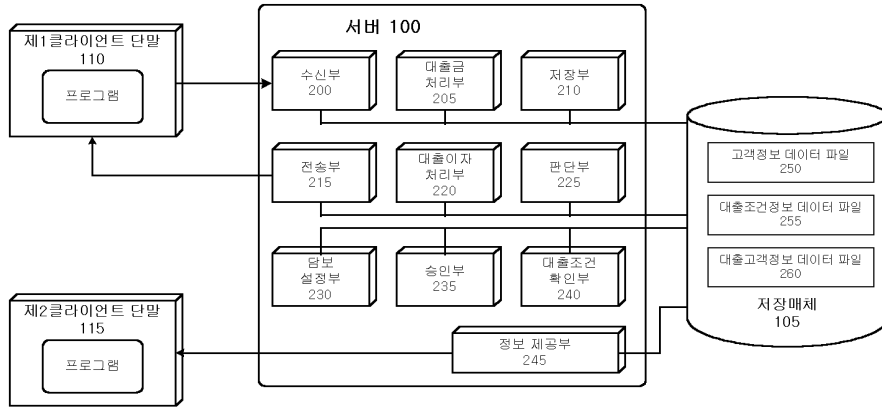 제1클라이언트 단말
110
프로그램
서버 100
수신부
200
대출금
처리부
205
저장부
210
전송부
215
대출이자
처리부
220
판단부
225
담보
설정부
230
승인부
235
대출조건
확인부
240
정보 제공부
245
고객정보 데이터 파일
250
대출조건정보 데이터 파일
255
대출고객정보 데이터 파일
260
저장매체
105
제2클라이언트 단말
115
프로그램